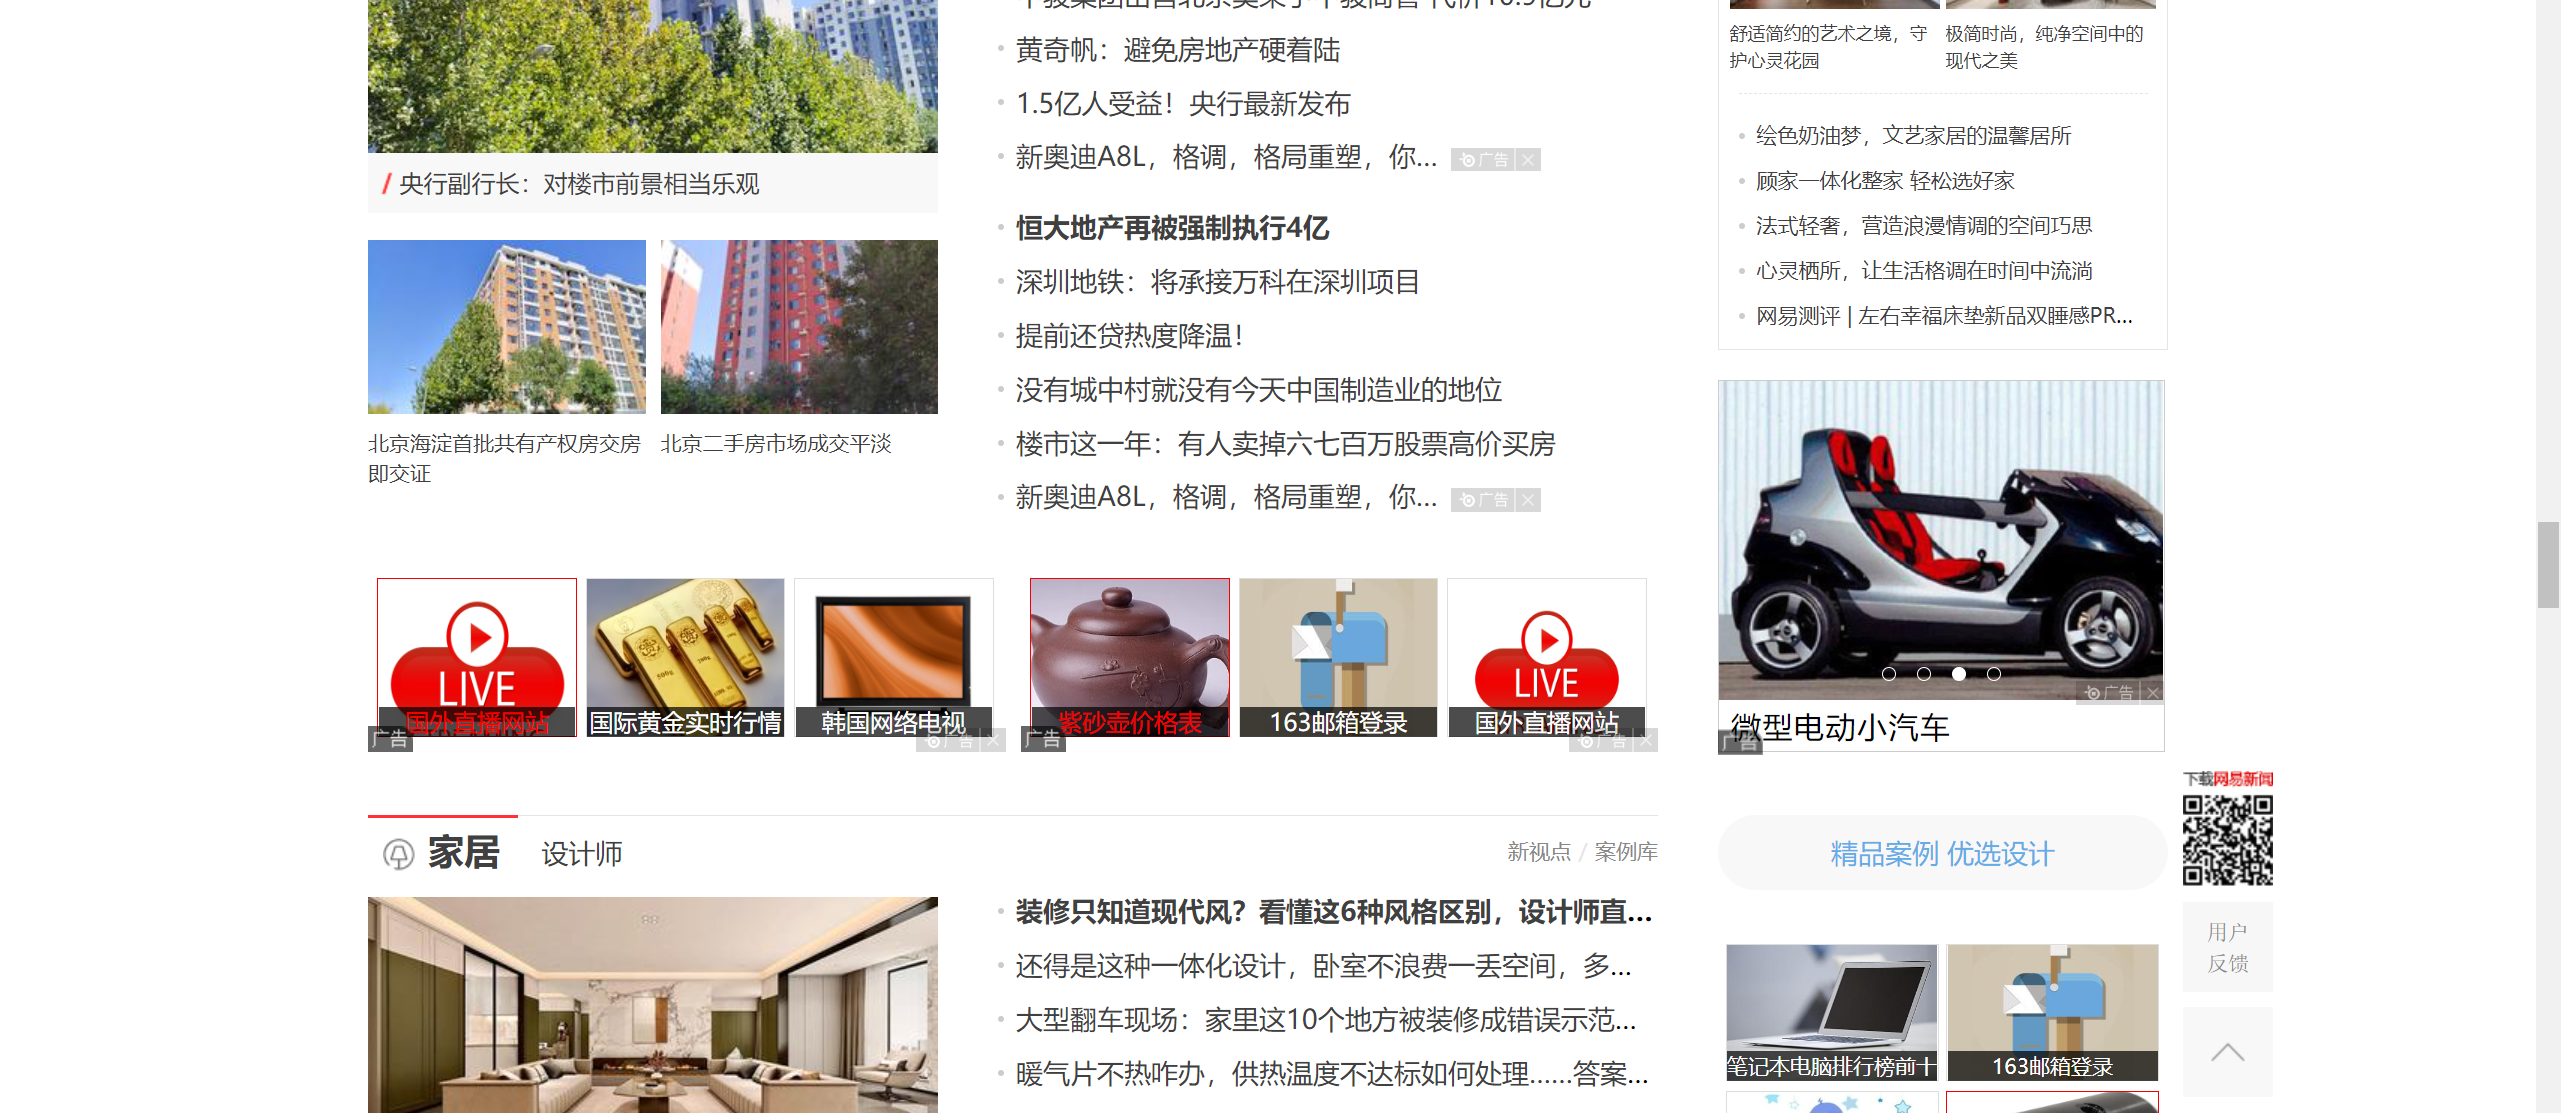 央行副行长：对楼市前景相当乐观
北京海淀首批共有产权房交房
即交证
北京二手房市场成交平淡
黄奇帆：避免房地产硬着陆
1.5亿人受益！央行最新发布
新奥迪A8L，格调，格局重塑，你...
广告
恒大地产再被强制执行4亿
深圳地铁：将承接万科在深圳项目
提前还贷热度降温！
没有城中村就没有今天中国制造业的地位
楼市这一年：有人卖掉六七百万股票高价买房
新奥迪A8L，格调，格局重塑，你...
广告
舒适简约的艺术之境，守
护心灵花园
极简时尚，纯净空间中的
现代之美
绘色奶油梦，文艺家居的温馨居所
顾家一体化整家 轻松选好家
法式轻奢，营造浪漫情调的空间巧思
心灵栖所，让生活格调在时间中流淌
网易测评 | 左右幸福床垫新品双睡感PR...
广告
微型电动小汽车
广告
LIVE
国外直播网站
广告
国际黄金实时行情
韩国网络电视
广告
紫砂壶价格表
广告
163邮箱登录
LIVE
国外直播网站
广告
下载网易新闻
用户
反馈
家居
设计师
新视点 / 案例库
装修只知道现代风？看懂这6种风格区别，设计师直...
还得是这种一体化设计，卧室不浪费一丢空间，多...
大型翻车现场：家里这10个地方被装修成错误示范...
暖气片不热咋办，供热温度不达标如何处理......答案...
精品案例 优选设计
笔记本电脑排行榜前十
163邮箱登录